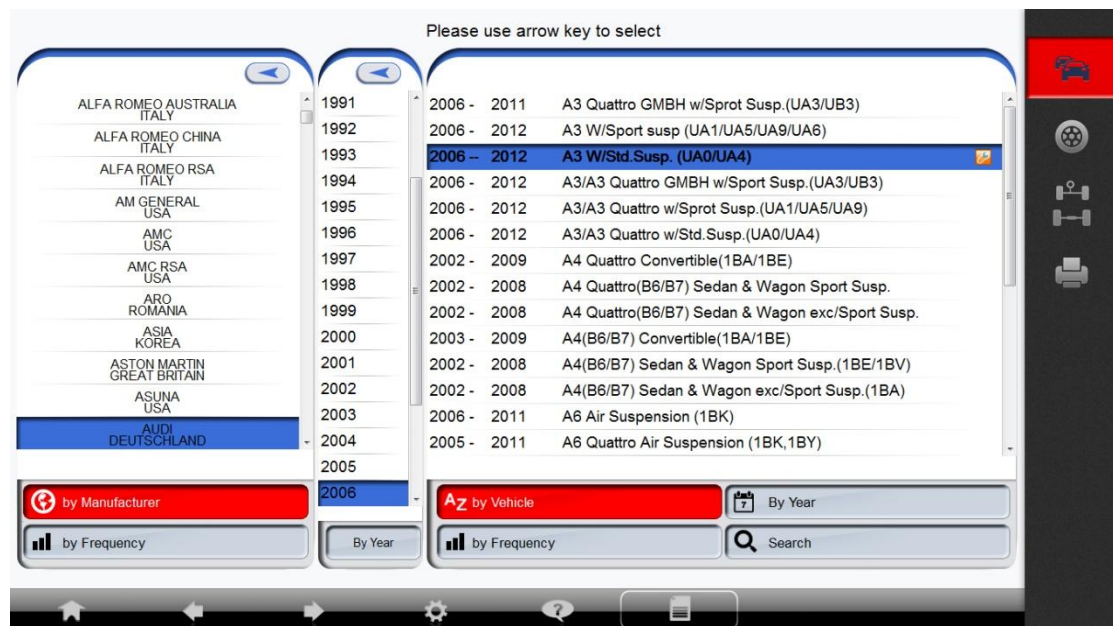 Please use arrow key to select
ALFA ROMEO AUSTRALIA
ITALY
ALFA ROMEO CHINA
ITALY
ALFA ROMEO RSA
ITALY
AM GENERAL
USA
AMC
USA
AMC RSA
USA
ARO
ROMANIA
ASIA
KOREA
ASTON MARTIN
GREAT BRITAIN
ASUNA
USA
AUDI
DEUTSCHLAND
by Manufacturer
by Frequency
1991
1992
1993
1994
1995
1996
1997
1998
1999
2000
2001
2002
2003
2004
2005
2006
By Year
2006 - 2011 A3 Quattro GMBH w/Sprot Susp.(UA3/UB3)
2006 - 2012 A3 W/Sport susp (UA1/UA5/UA9/UA6)
2006 -- 2012 A3 W/Std.Susp. (UA0/UA4)
2006 - 2012 A3/A3 Quattro GMBH w/Sport Susp.(UA3/UB3)
2006 - 2012 A3/A3 Quattro w/Sprot Susp.(UA1/UA5/UA9)
2006 - 2012 A3/A3 Quattro w/Std.Susp.(UA0/UA4)
2002 - 2009 A4 Quattro Convertible(1BA/1BE)
2002 - 2008 A4 Quattro(B6/B7) Sedan & Wagon Sport Susp.
2002 - 2008 A4 Quattro(B6/B7) Sedan & Wagon exc/Sport Susp.
2003 - 2009 A4(B6/B7) Convertible(1BA/1BE)
2002 - 2008 A4(B6/B7) Sedan & Wagon Sport Susp.(1BE/1BV)
2002 - 2008 A4(B6/B7) Sedan & Wagon exc/Sport Susp.(1BA)
2006 - 2011 A6 Air Suspension (1BK)
2005 - 2011 A6 Quattro Air Suspension (1BK,1BY)
AZ by Vehicle
7 By Year
by Frequency
Search
?